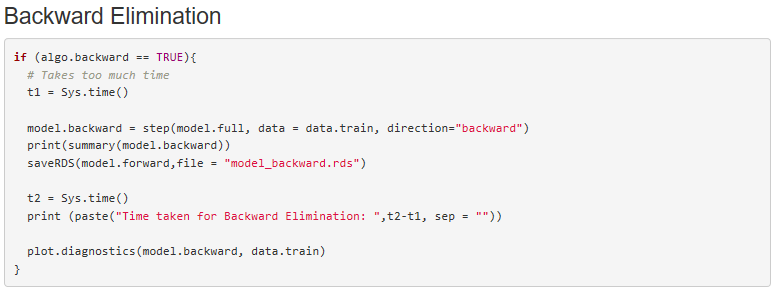 Backward Elimination
if (algo.backward == TRUE){
# Takes too much time
t1 = Sys.time()
model.backward = step(model.full, data = data.train, direction="backward")
print(summary(model.backward))
saveRDS(model.forward,file = "model_backward.rds")
t2 = Sys.time()
print (paste("Time taken for Backward Elimination: ",t2-t1, sep = ""))
plot.diagnostics(model.backward, data.train)
}